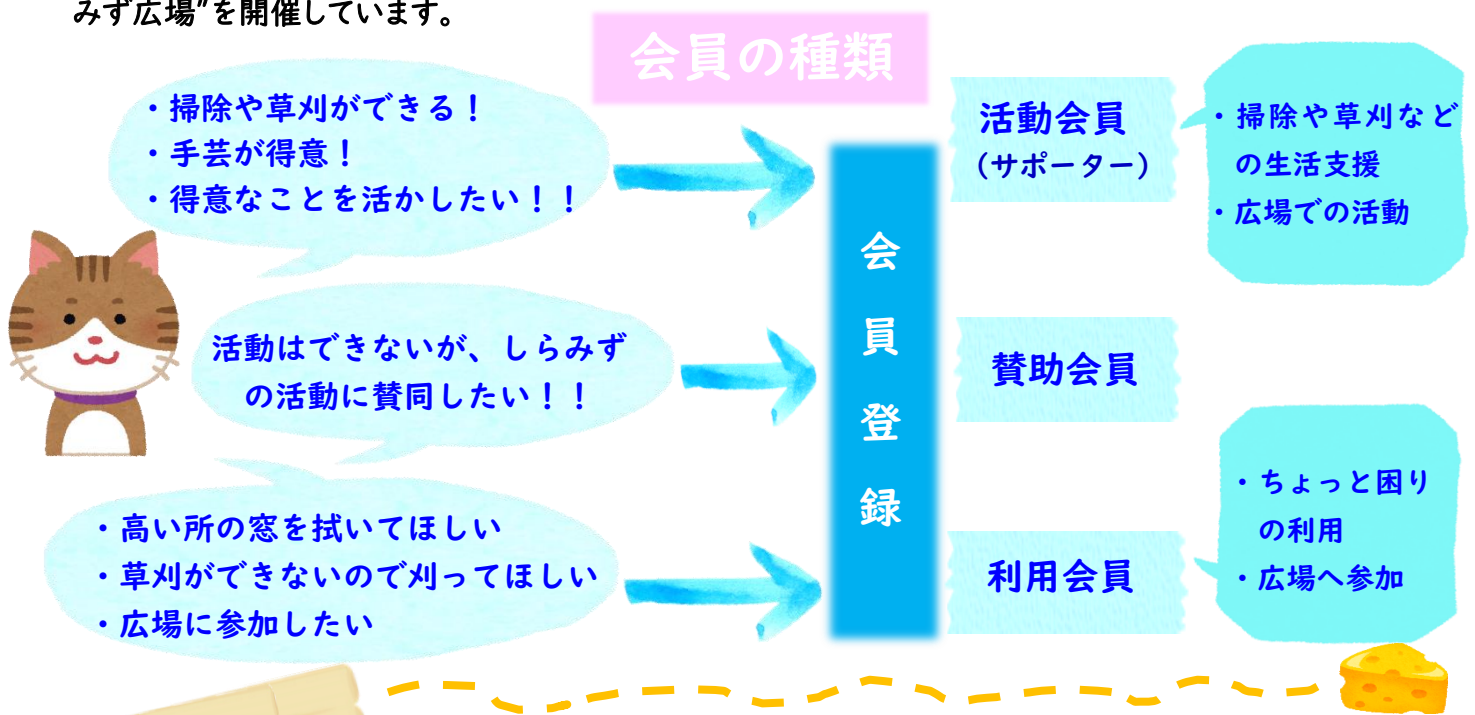 みず広場”を開催しています。
会員の種類
・掃除や草刈ができる！
・手芸が得意！
・得意なことを活かしたい！！
活動はできないが、しらみず
の活動に賛同したい！！
・高い所の窓を拭いてほしい
・草刈ができないので刈ってほしい
・広場に参加したい
会員登録
活動会員
（サポーター）
・掃除や草刈など
の生活支援
・広場での活動
賛助会員
利用会員
・ちょっと困り
の利用
・広場へ参加